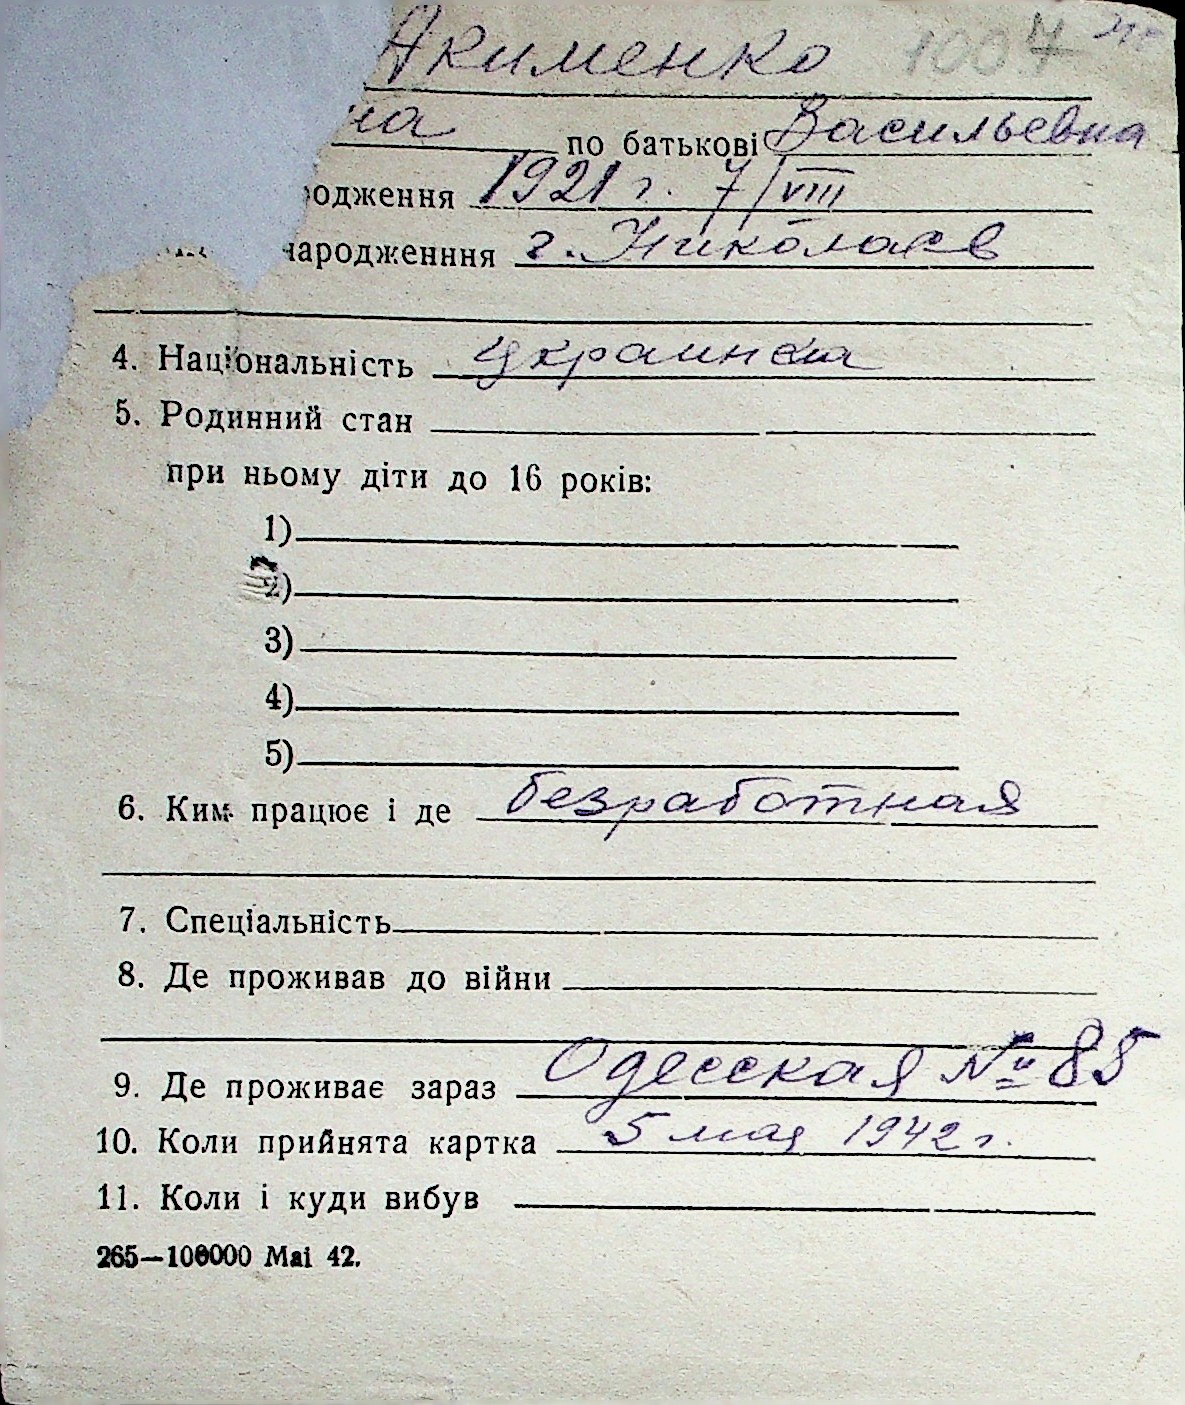 Акименко 1007
на по батькові Васильевна
родження 1921 г. 7/VIII
народженння г. Николаев
4. Національність украинка
5. Родинний стан
при ньому діти до 16 років:
1)
2)
3)
4)
5)
6. Ким працює і де безработная
7. Спеціальність
8. Де проживав до війни
9. Де проживає зараз Одесская № 85
10. Коли прийнята картка 5 мая 1942 г.
11. Коли і куди вибув
265—100000 Mai 42.